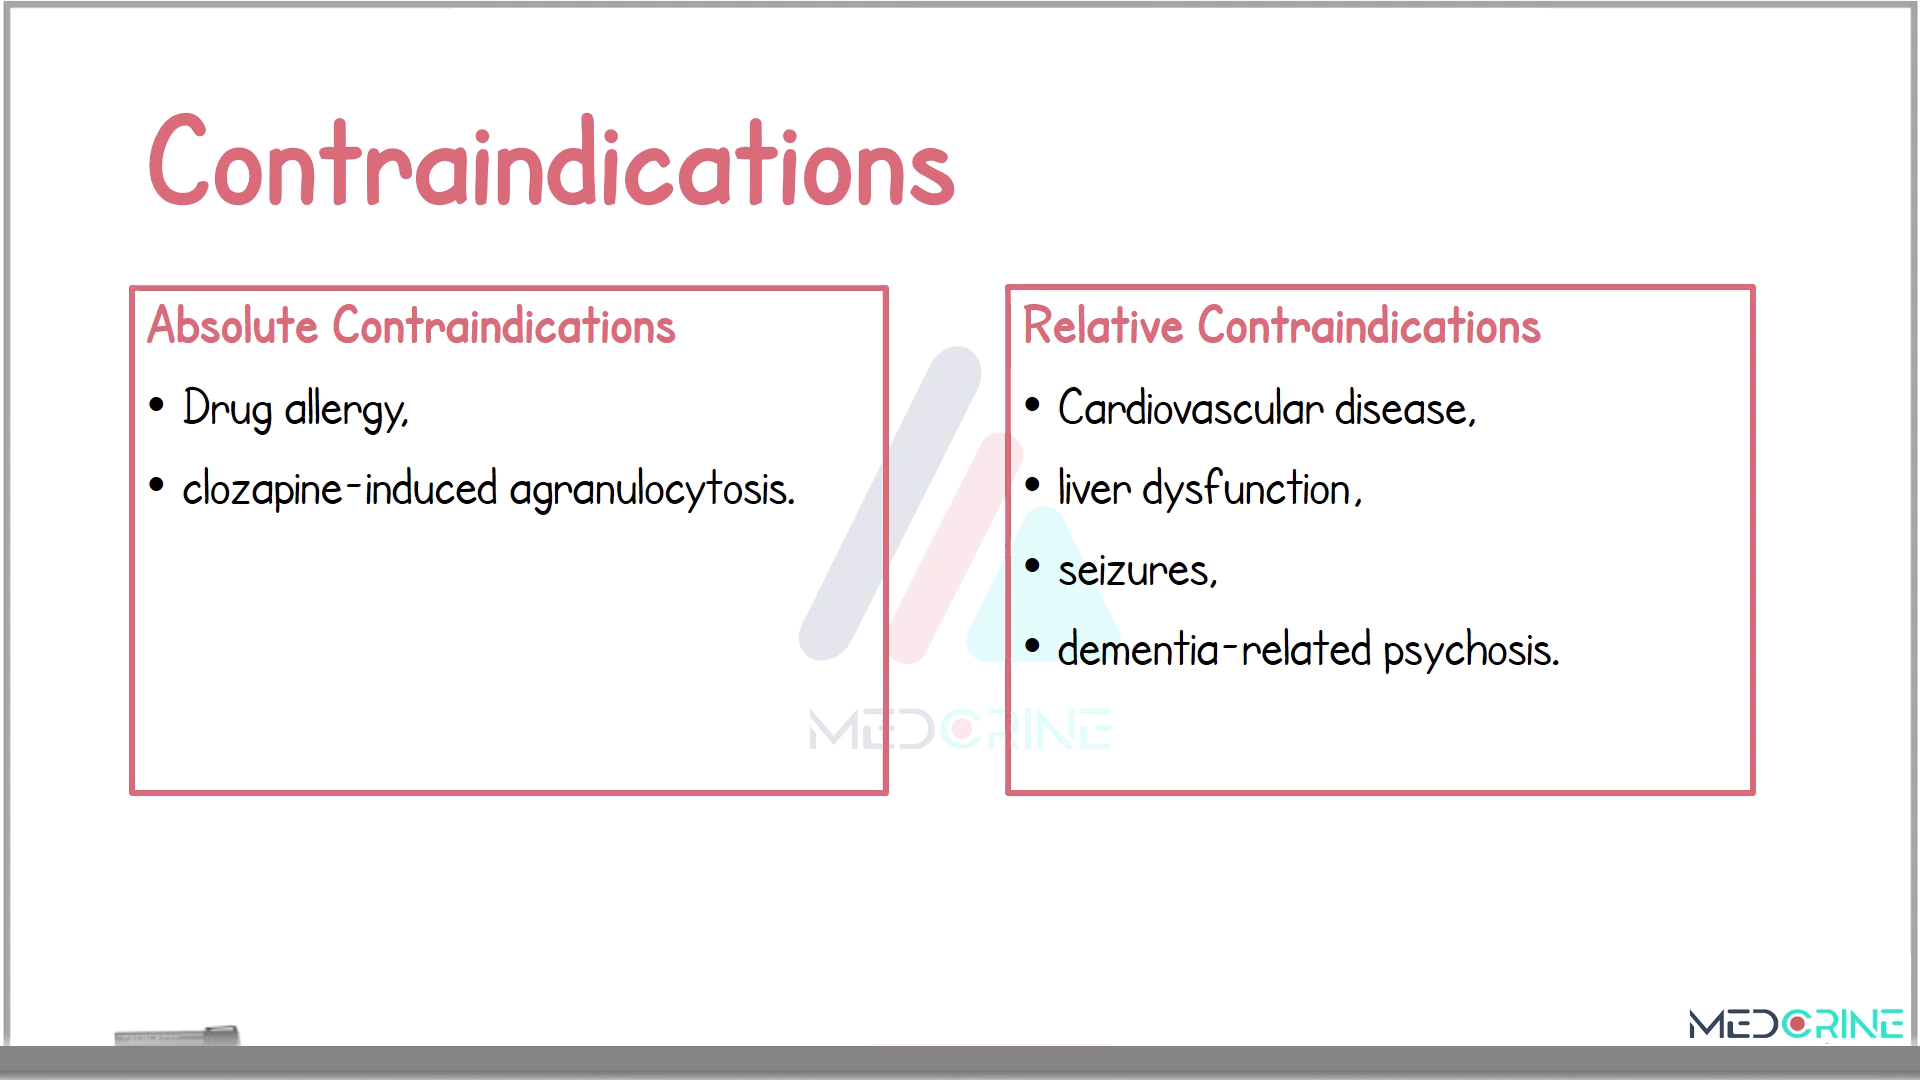 Contraindications
Absolute Contraindications
• Drug allergy,
• clozapine-induced agranulocytosis.
Relative Contraindications
• Cardiovascular disease,
• liver dysfunction,
• seizures,
• dementia-related psychosis.
MEDCRINE
MEDCRINE